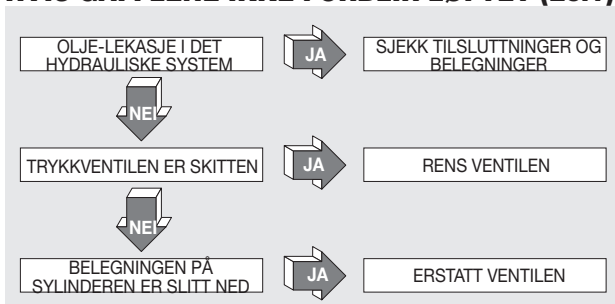 OLJE-LEKASJE I DET
HYDRAULISKE SYSTEM
JA
SJEKK TILSLUTTNINGER OG
BELEGNINGER
NEI
TRYKKVENTILEN ER SKITTEN
JA
RENS VENTILEN
NEI
BELEGNINGEN PÅ
SYLINDEREN ER SLITT NED
JA
ERSTATT VENTILEN